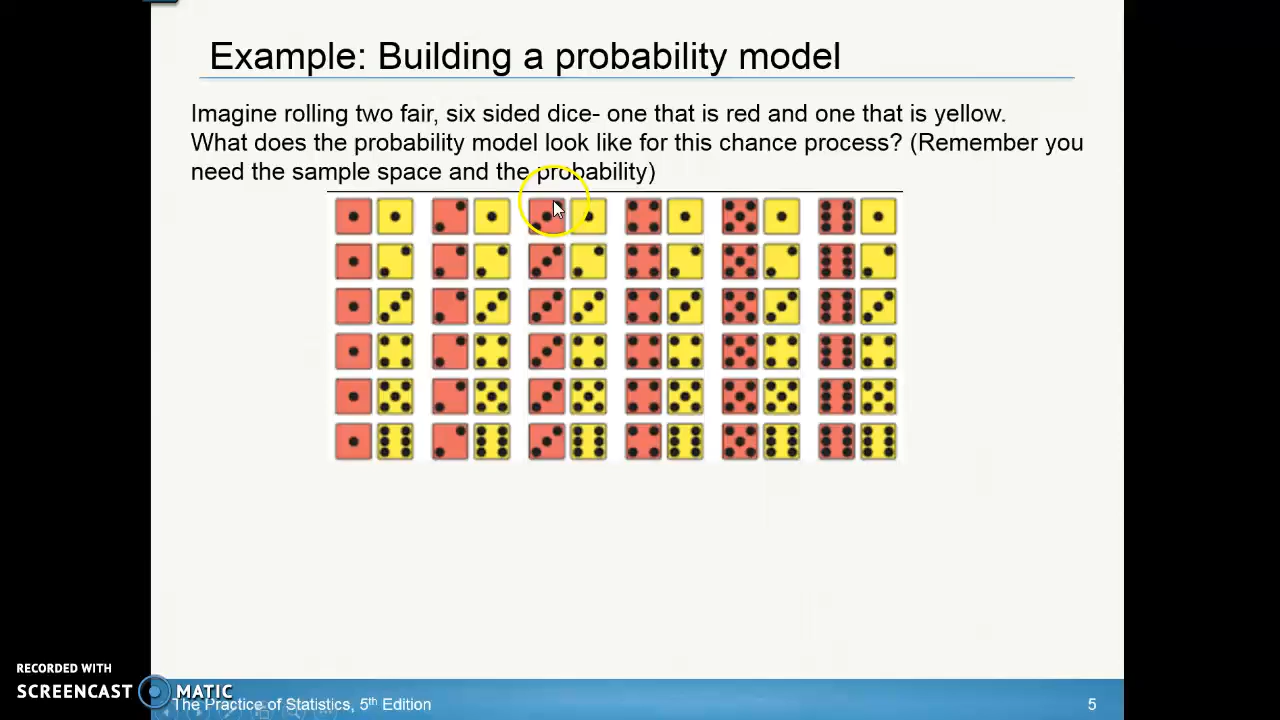 Example: Building a probability model
Imagine rolling two fair, six sided dice- one that is red and one that is yellow.
What does the probability model look like for this chance process? (Remember you
need the sample space and the probability)
RECORDED WITH
SCREENCAST MATIC
The Practice of Statistics, 5th Edition
5